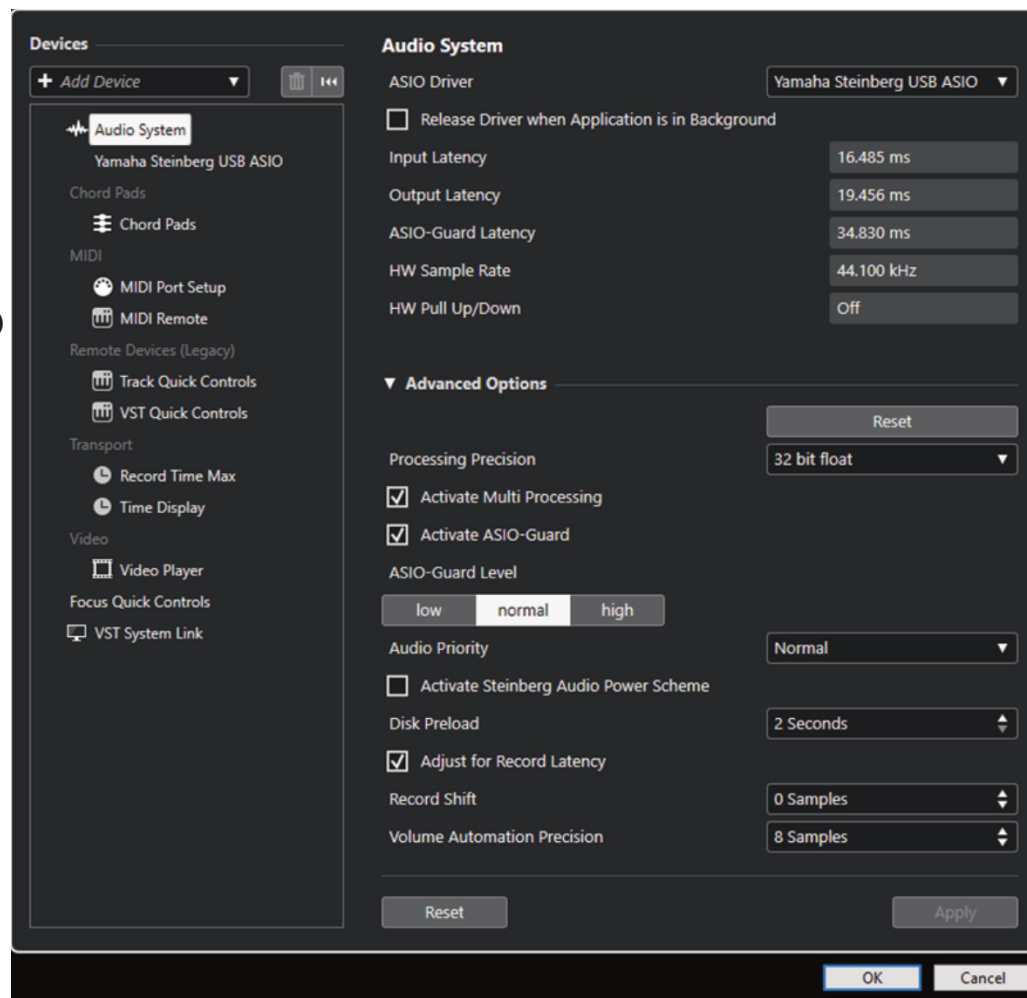 Devices
+ Add Device
Audio System
Yamaha Steinberg USB ASIO
Chord Pads
Chord Pads
MIDI
MIDI Port Setup
MIDI Remote
Remote Devices (Legacy)
Track Quick Controls
VST Quick Controls
Transport
Record Time Max
Time Display
Video
Video Player
Focus Quick Controls
VST System Link
Audio System
ASIO Driver Yamaha Steinberg USB ASIO
Release Driver when Application is in Background
Input Latency 16.485 ms
Output Latency 19.456 ms
ASIO-Guard Latency 34.830 ms
HW Sample Rate 44.100 kHz
HW Pull Up/Down Off
Advanced Options
Reset
Processing Precision 32 bit float
Activate Multi Processing
Activate ASIO-Guard
ASIO-Guard Level
low normal high
Audio Priority Normal
Activate Steinberg Audio Power Scheme
Disk Preload 2 Seconds
Adjust for Record Latency
Record Shift 0 Samples
Volume Automation Precision 8 Samples
Reset Apply
OK Cancel